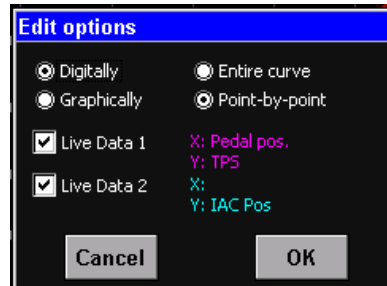 Edit options
Digitally
Entire curve
Graphically
Point-by-point
Live Data 1
X: Pedal pos.
Y: TPS
Live Data 2
X:
Y: IAC Pos
Cancel
OK